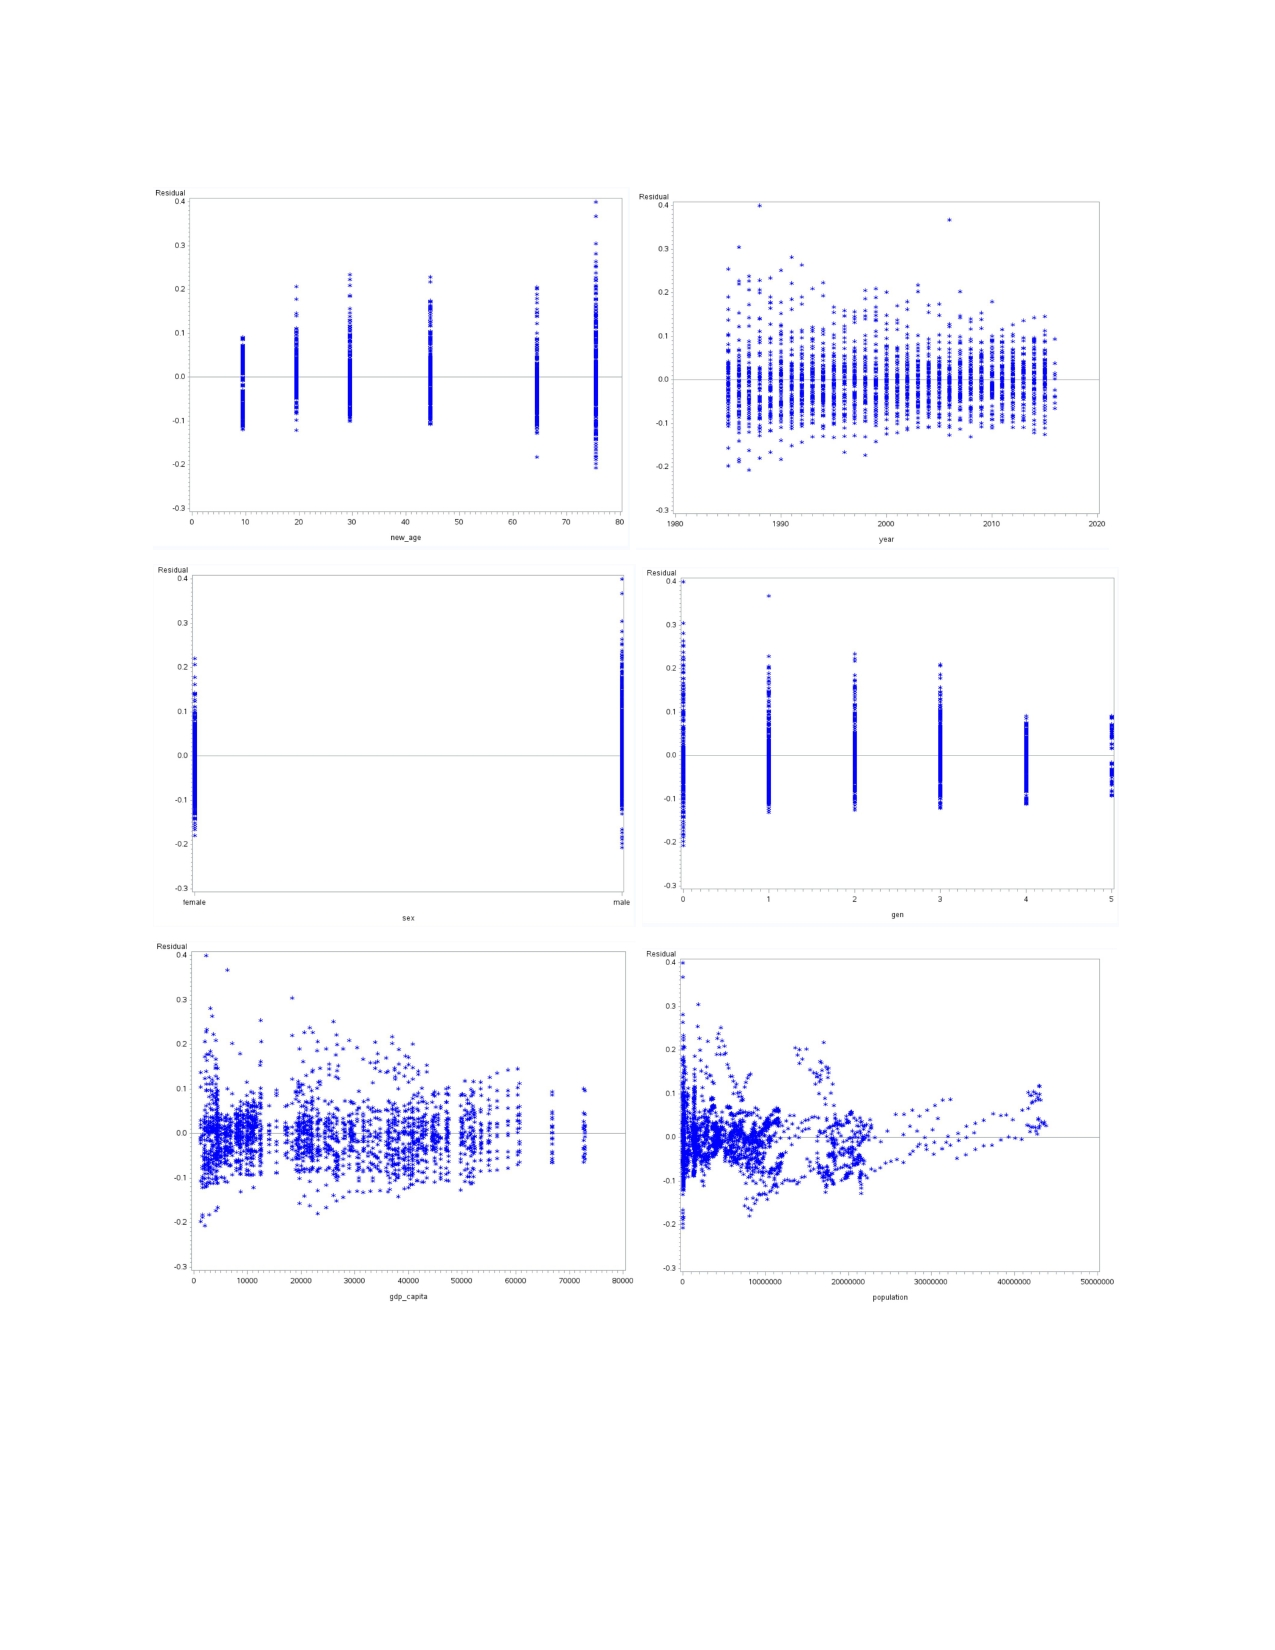 Residual
0.4
0.3
0.2
0.1
0.0
-0.1
-0.2
-0.3
0 10 20 30 40 50 60 70 80
new_age
Residual
0.4
0.3
0.2
0.1
0.0
-0.1
-0.2
-0.3
1980 1990 2000 2010 2020
year
Residual
0.4
0.3
0.2
0.1
0.0
-0.1
-0.2
-0.3
female male
sex
Residual
0.4
0.3
0.2
0.1
0.0
-0.1
-0.2
-0.3
0 1 2 3 4 5
gen
Residual
0.4
0.3
0.2
0.1
0.0
-0.1
-0.2
-0.3
0 10000 20000 30000 40000 50000 60000 70000 80000
gdp_capita
Residual
0.4
0.3
0.2
0.1
0.0
-0.1
-0.2
-0.3
0 10000000 20000000 30000000 40000000 50000000
population